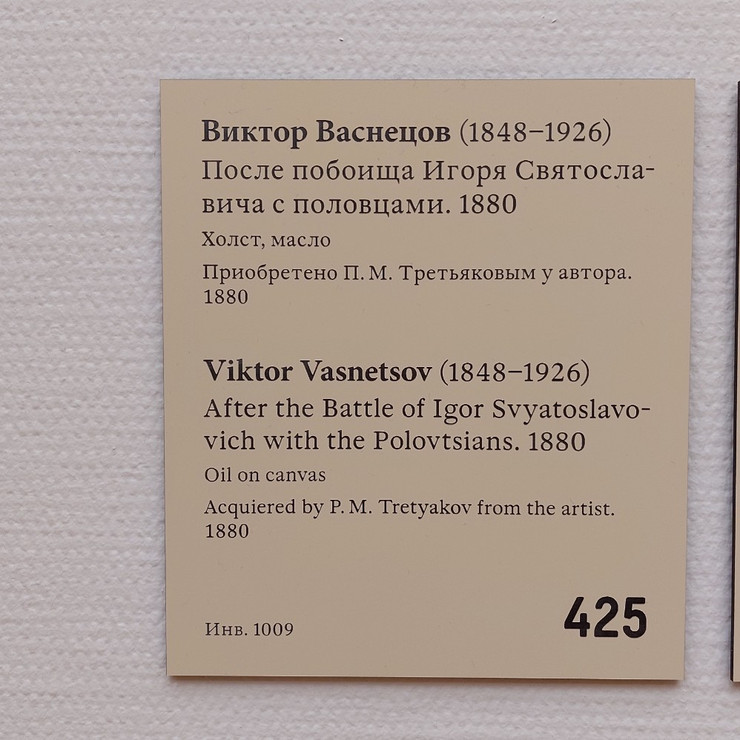 Виктор Васнецов (1848–1926)
После побоища Игоря Святосла-
вича с половцами. 1880
Холст, масло
Приобретено П. М. Третьяковым у автора.
1880
Viktor Vasnetsov (1848–1926)
After the Battle of Igor Svyatoslavo-
vich with the Polovtsians. 1880
Oil on canvas
Acquiered by P. M. Tretyakov from the artist.
1880
Инв. 1009
425